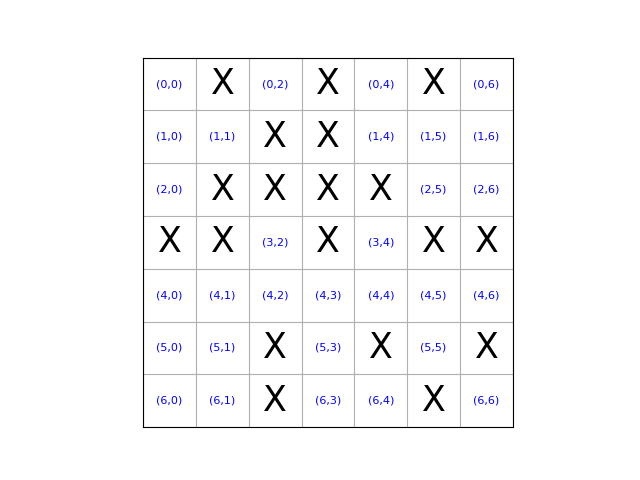 (0,0) X (0,2) X (0,4) X (0,6)
(1,0) (1,1) X X (1,4) (1,5) (1,6)
(2,0) X X X X (2,5) (2,6)
X X (3,2) X (3,4) X X
(4,0) (4,1) (4,2) (4,3) (4,4) (4,5) (4,6)
(5,0) (5,1) X (5,3) X (5,5) X
(6,0) (6,1) X (6,3) (6,4) X (6,6)